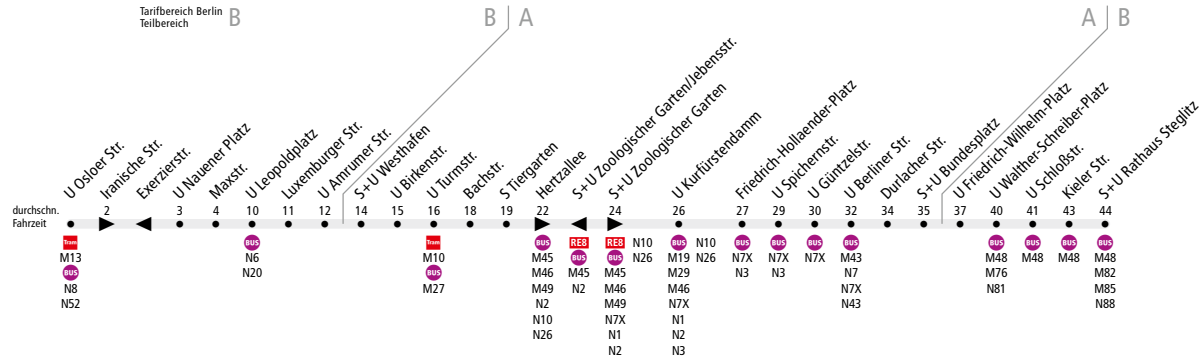 Tarifbereich Berlin
Teilbereich
B
B
A
A
B
U Osloer Str.
Iranische Str.
Exerzierstr.
U Nauener Platz
Maxstr.
U Leopoldplatz
Luxemburger Str.
U Amrumer Str.
S+U Westhafen
U Birkenstr.
U Turmstr.
Bachstr.
S Tiergarten
Hertzallee
S+U Zoologischer Garten/Jebensstr.
S+U Zoologischer Garten
U Kurfürstendamm
Friedrich-Hollaender-Platz
U Spichernstr.
U Güntzelstr.
U Berliner Str.
Durlacher Str.
S+U Bundesplatz
U Friedrich-Wilhelm-Platz
U Walther-Schreiber-Platz
U Schloßstr.
Kieler Str.
S+U Rathaus Steglitz
durchschn.
Fahrzeit
2 3 4 10 11 12 14 15 16 18 19 22 24 26 27 29 30 32 34 35 37 40 41 43 44
Tram
M13
BUS
N8
N52
BUS
N6
N20
Tram
M10
BUS
M27
BUS
M45
M46
M49
N2
N10
N26
RE8
BUS
M45
N2
RE8
BUS
M45
M46
M49
N7X
N1
N2
N10
N26
BUS
M19
M29
M46
N7X
N1
N2
N3
N10
N26
BUS
N7X
N3
BUS
N7X
N3
BUS
N7X
BUS
M43
N7
N7X
N43
BUS
M48
M76
N81
BUS
M48
BUS
M48
BUS
M48
M82
M85
N88